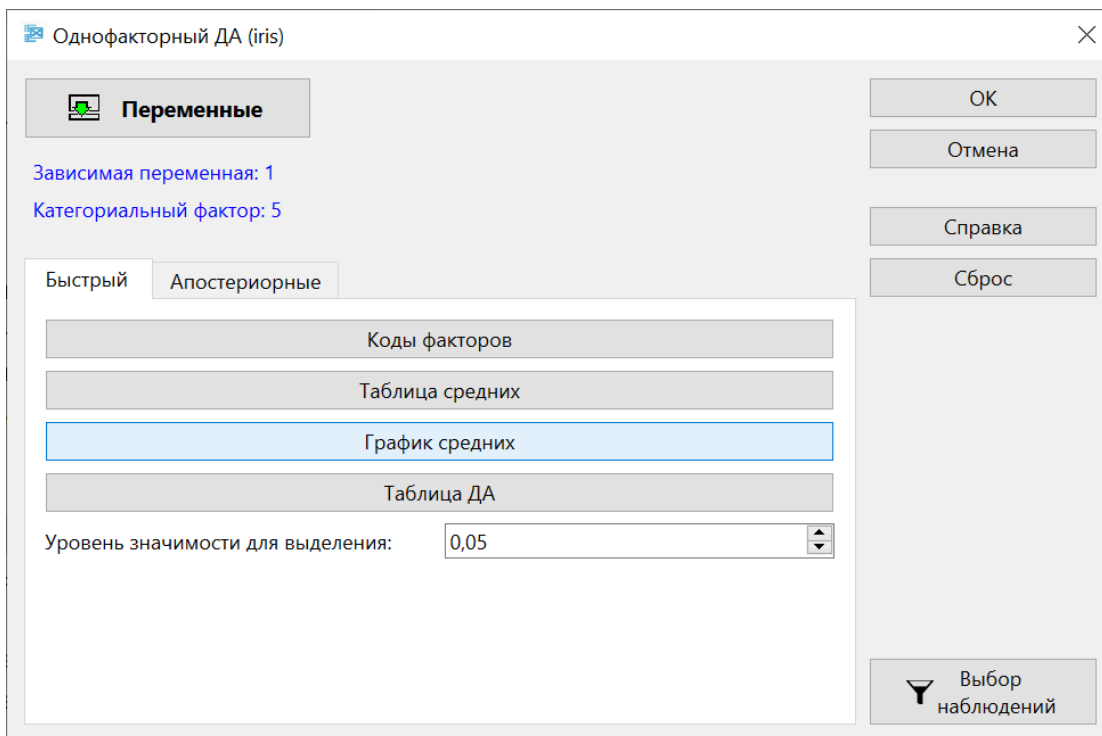 Однофакторный ДА (iris)
Переменные
Зависимая переменная: 1
Категориальный фактор: 5
Быстрый
Апостериорные
Коды факторов
Таблица средних
График средних
Таблица ДА
Уровень значимости для выделения:
0,05
OK
Отмена
Справка
Сброс
Выбор
наблюдений